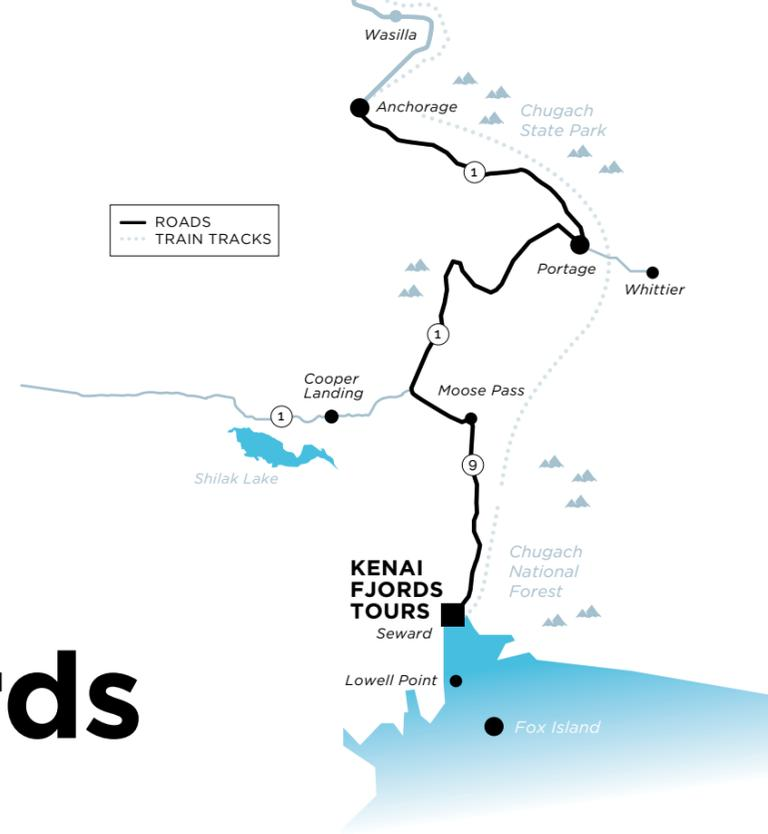 Wasilla
Anchorage
Chugach
State Park
1
ROADS
TRAIN TRACKS
Portage
Whittier
1
Cooper
Landing
Moose Pass
1
9
Shilak Lake
Chugach
National
Forest
KENAI
FJORDS
TOURS
Seward
Lowell Point
rds
Fox Island